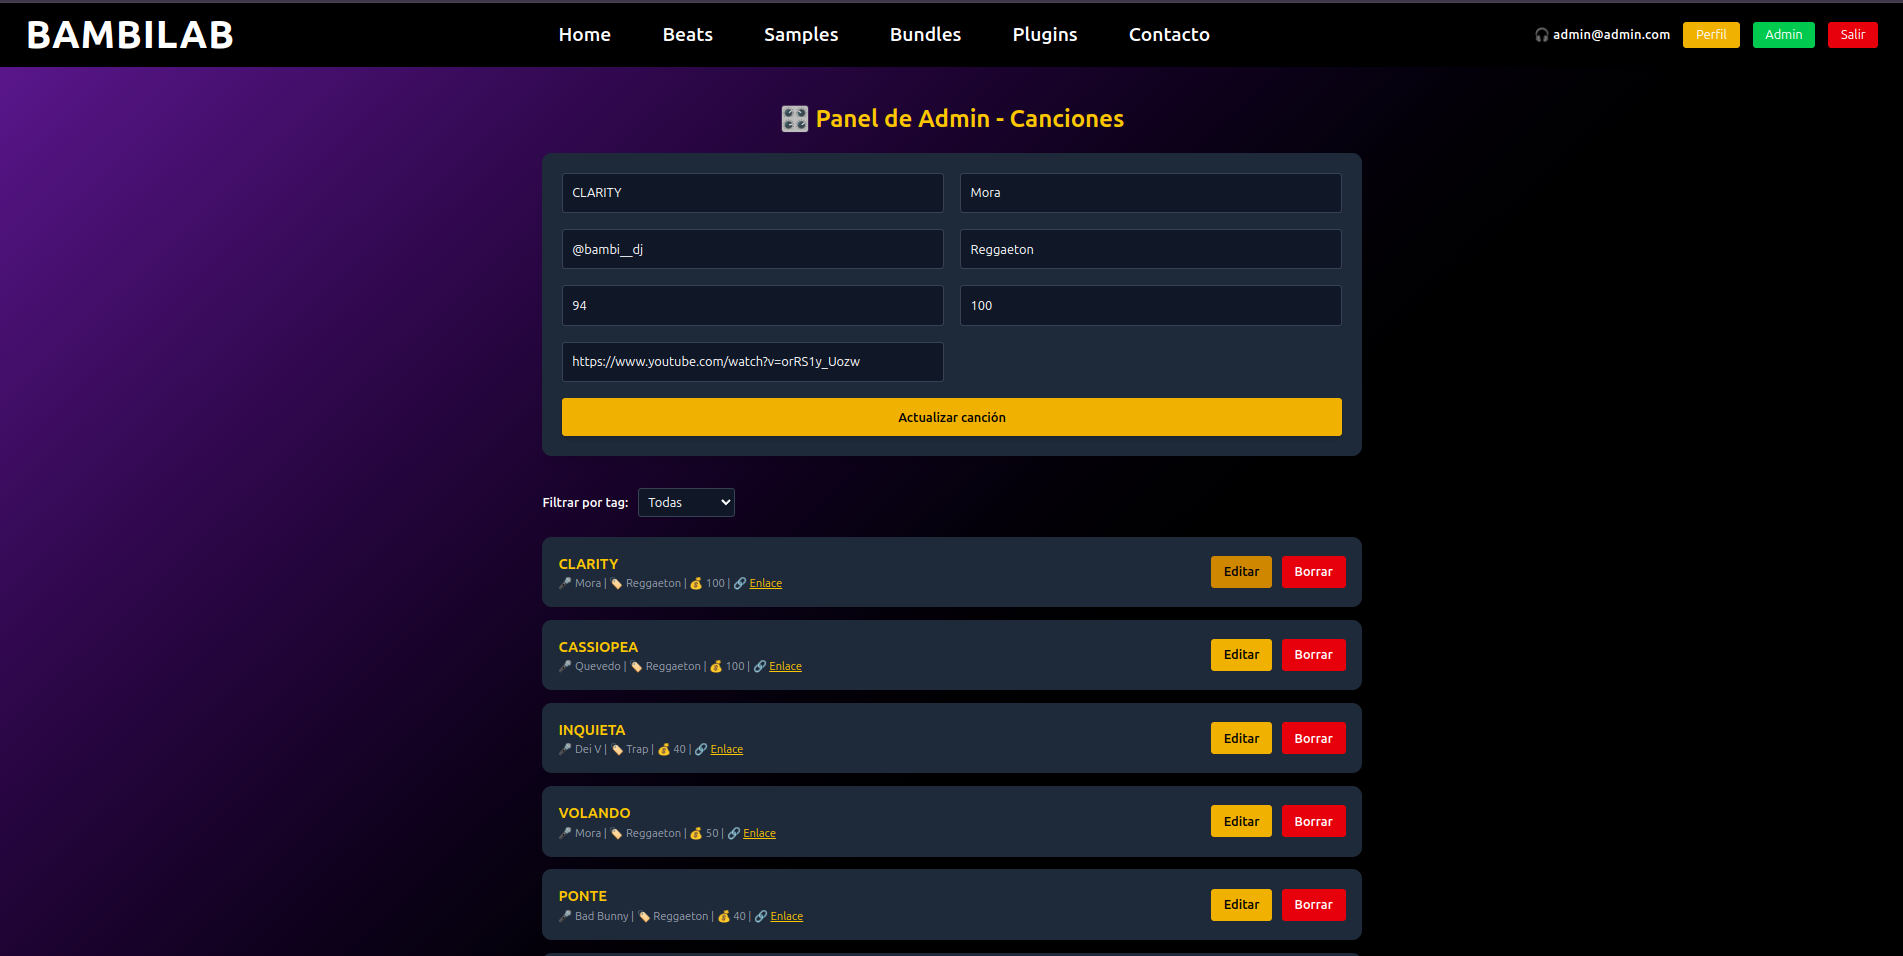 BAMBILAB
Home Beats Samples Bundles Plugins Contacto
🎧 admin@admin.com Perfil Admin Salir
🎛️ Panel de Admin - Canciones
CLARITY Mora
@bambi__dj Reggaeton
94 100
https://www.youtube.com/watch?v=orRS1y_Uozw
Actualizar canción
Filtrar por tag: Todas
CLARITY
🎤 Mora | 🏷️ Reggaeton | 💰 100 | 🔗 Enlace
Editar Borrar
CASSIOPEA
🎤 Quevedo | 🏷️ Reggaeton | 💰 100 | 🔗 Enlace
Editar Borrar
INQUIETA
🎤 Dei V | 🏷️ Trap | 💰 40 | 🔗 Enlace
Editar Borrar
VOLANDO
🎤 Mora | 🏷️ Reggaeton | 💰 50 | 🔗 Enlace
Editar Borrar
PONTE
🎤 Bad Bunny | 🏷️ Reggaeton | 💰 40 | 🔗 Enlace
Editar Borrar